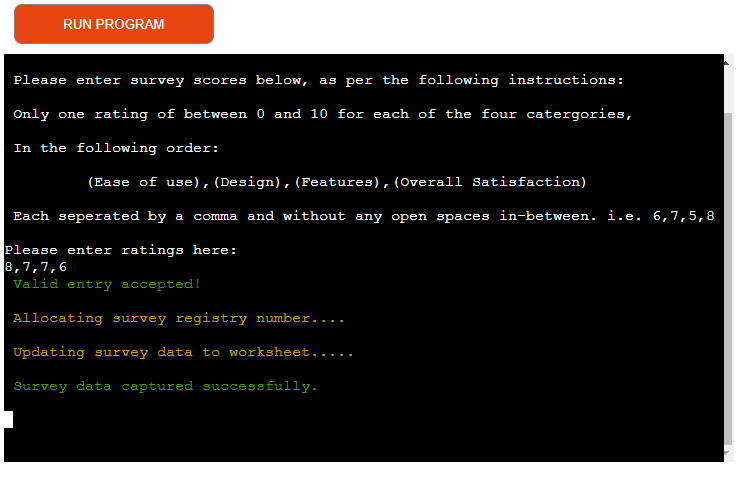 RUN PROGRAM
Please enter survey scores below, as per the following instructions:
Only one rating of between 0 and 10 for each of the four catergories,
In the following order:
(Ease of use),(Design),(Features),(Overall Satisfaction)
Each seperated by a comma and without any open spaces in-between. i.e. 6,7,5,8
Please enter ratings here:
8,7,7,6
Valid entry accepted!
Allocating survey registry number....
Updating survey data to worksheet.....
Survey data captured successfully.